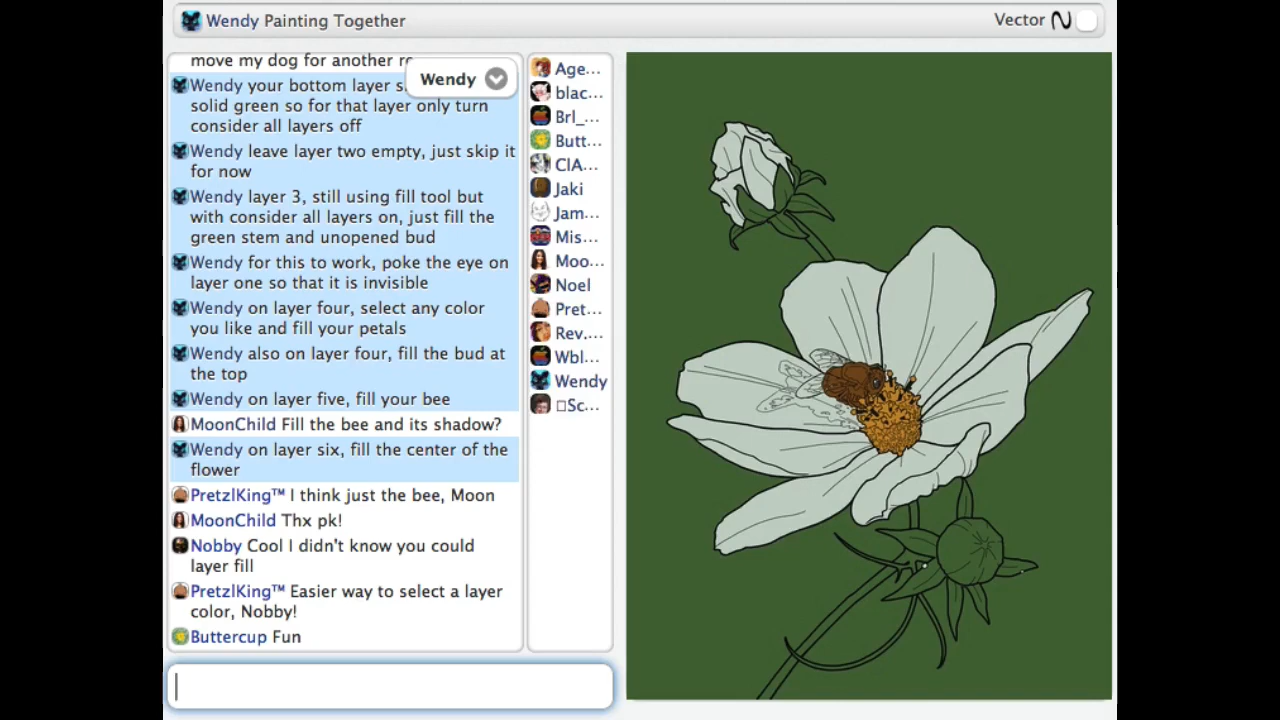 Wendy Painting Together
Vector
move my dog for another
Wendy
Wendy your bottom layer
solid green so for that layer only turn
consider all layers off
Wendy leave layer two empty, just skip it
for now
Wendy layer 3, still using fill tool but
with consider all layers on, just fill the
green stem and unopened bud
Wendy for this to work, poke the eye on
layer one so that it is invisible
Wendy on layer four, select any color
you like and fill your petals
Wendy also on layer four, fill the bud at
the top
Wendy on layer five, fill your bee
MoonChild Fill the bee and its shadow?
Wendy on layer six, fill the center of the
flower
PretzlKing™ I think just the bee, Moon
MoonChild Thx pk!
Nobby Cool I didn't know you could
layer fill
PretzlKing™ Easier way to select a layer
color, Nobby!
Buttercup Fun
Age...
blac...
Brl_...
Butt...
ClA...
Jaki
Jam...
Mis...
Moo...
Noel
Pret...
Rev....
Wbl...
Wendy
Sc...